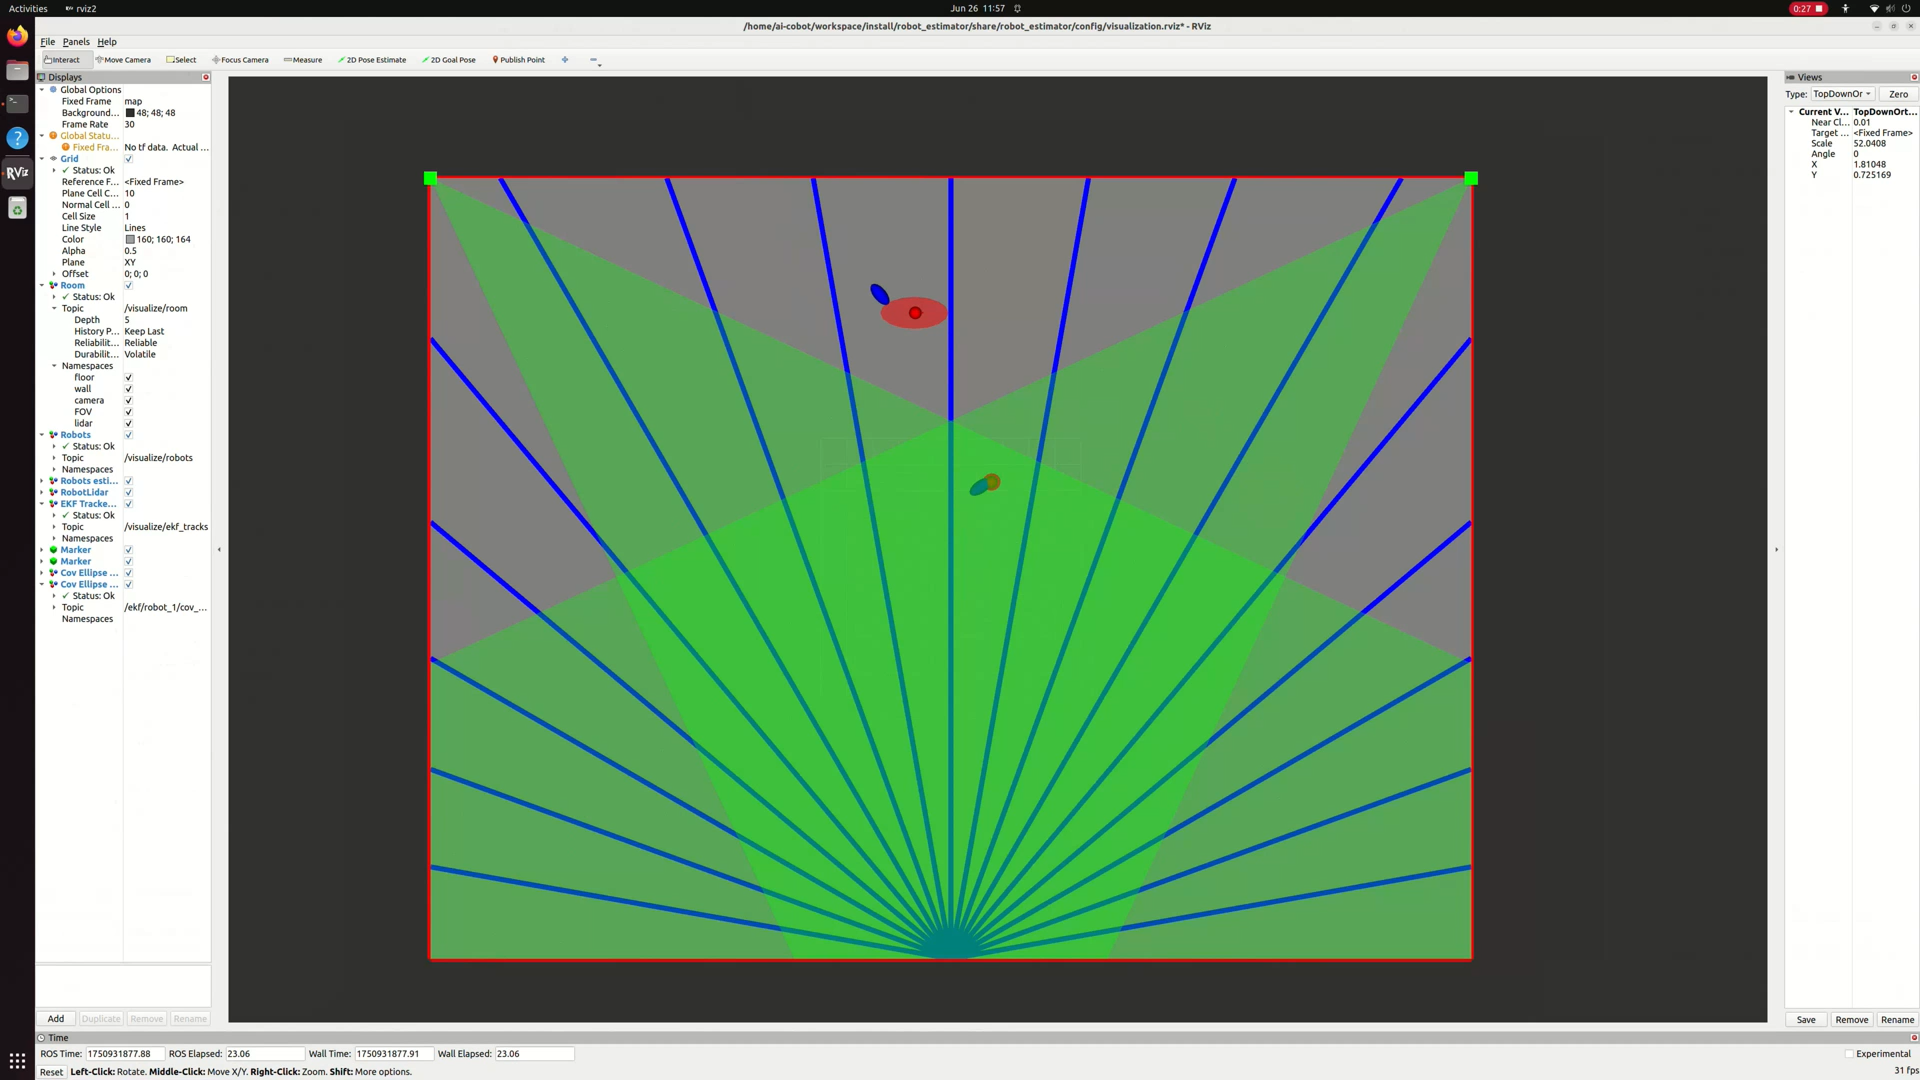 Activities
rviz2
Jun 26 11:57
0:27
/home/ai-cobot/workspace/install/robot_estimator/share/robot_estimator/config/visualization.rviz* - RViz
File Panels Help
Interact Move Camera Select Focus Camera Measure 2D Pose Estimate 2D Goal Pose Publish Point
Displays
Global Options
Fixed Frame map
Background... 48; 48; 48
Frame Rate 30
Global Statu...
Fixed Fra... No tf data. Actual ...
Grid
Status: Ok
Reference F... <Fixed Frame>
Plane Cell C... 10
Normal Cell ... 0
Cell Size 1
Line Style Lines
Color 160; 160; 164
Alpha 0.5
Plane XY
Offset 0; 0; 0
Room
Status: Ok
Topic /visualize/room
Depth 5
History P... Keep Last
Reliabilit... Reliable
Durabilit... Volatile
Namespaces
floor
wall
camera
FOV
lidar
Robots
Status: Ok
Topic /visualize/robots
Namespaces
Robots esti...
RobotLidar
EKF Tracke...
Status: Ok
Topic /visualize/ekf_tracks
Namespaces
Marker
Marker
Cov Ellipse ...
Cov Ellipse ...
Status: Ok
Topic /ekf/robot_1/cov_...
Namespaces
Add Duplicate Remove Rename
Views
Type: TopDownOr Zero
Current V... TopDownOrt...
Near Cl... 0.01
Target ... <Fixed Frame>
Scale 52.0408
Angle 0
X 1.81048
Y 0.725169
Save Remove Rename
Time
ROS Time: 1750931877.88 ROS Elapsed: 23.06 Wall Time: 1750931877.91 Wall Elapsed: 23.06
Experimental
Reset Left-Click: Rotate. Middle-Click: Move X/Y. Right-Click: Zoom. Shift: More options.
31 fps
RViz